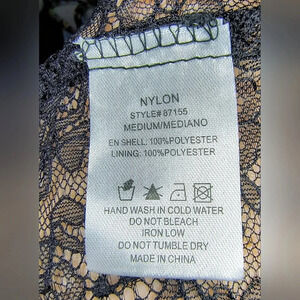 NYLON
STYLE# 87155
MEDIUM/MEDIANO
EN SHELL: 100%POLYESTER
LINING: 100%POLYESTER
HAND WASH IN COLD WATER
DO NOT BLEACH
IRON LOW
DO NOT TUMBLE DRY
MADE IN CHINA